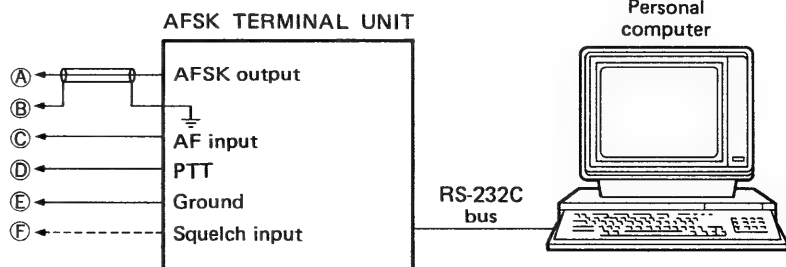 AFSK TERMINAL UNIT
Personal
computer
Ⓐ AFSK output
Ⓑ
Ⓒ AF input
Ⓓ PTT
Ⓔ Ground
Ⓕ Squelch input
RS-232C
bus